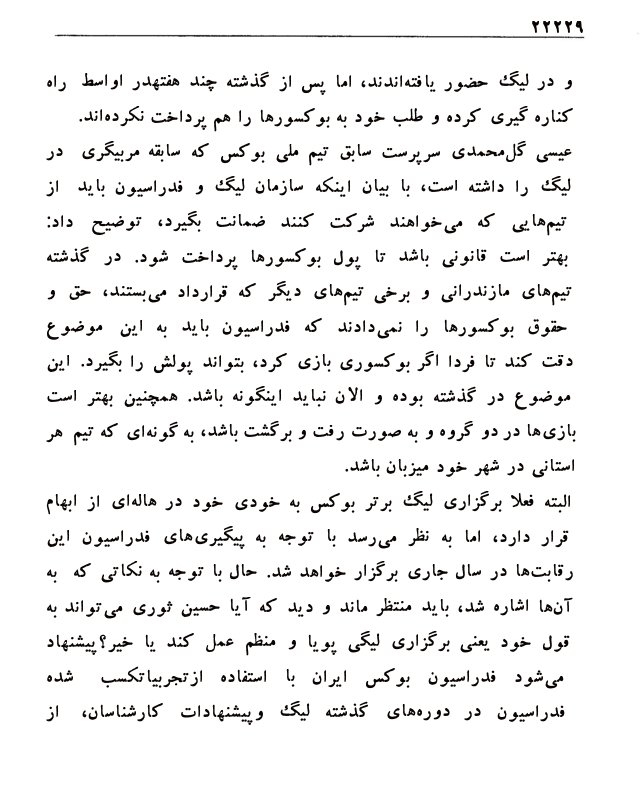 ۲۲۲۲۹
و در لیگ حضور یافته‌اندند، اما پس از گذشته چند هفتهدر اواسط راه
کناره گیری کرده و طلب خود به بوکسورها را هم پرداخت نکرده‌اند.
عیسی گل‌محمدی سرپرست سابق تیم ملی بوکس که سابقه مربیگری در
لیگ را داشته است، با بیان اینکه سازمان لیگ و فدراسیون باید از
تیم‌هایی که می‌خواهند شرکت کنند ضمانت بگیرد، توضیح داد:
بهتر است قانونی باشد تا پول بوکسورها پرداخت شود. در گذشته
تیم‌های مازندرانی و برخی تیم‌های دیگر که قرارداد می‌بستند، حق و
حقوق بوکسورها را نمی‌دادند که فدراسیون باید به این موضوع
دقت کند تا فردا اگر بوکسوری بازی کرد، بتواند پولش را بگیرد. این
موضوع در گذشته بوده و الان نباید اینگونه باشد. همچنین بهتر است
بازی‌ها در دو گروه و به صورت رفت و برگشت باشد، به گونه‌ای که تیم هر
استانی در شهر خود میزبان باشد.
البته فعلا برگزاری لیگ برتر بوکس به خودی خود در هاله‌ای از ابهام
قرار دارد، اما به نظر می‌رسد با توجه به پیگیری‌های فدراسیون این
رقابت‌ها در سال جاری برگزار خواهد شد. حال با توجه به نکاتی که به
آن‌ها اشاره شد، باید منتظر ماند و دید که آیا حسین ثوری می‌تواند به
قول خود یعنی برگزاری لیگی پویا و منظم عمل کند یا خیر؟پیشنهاد
می‌شود فدراسیون بوکس ایران با استفاده ازتجربیاتکسب شده
فدراسیون در دوره‌های گذشته لیگ وپیشنهادات کارشناسان، از